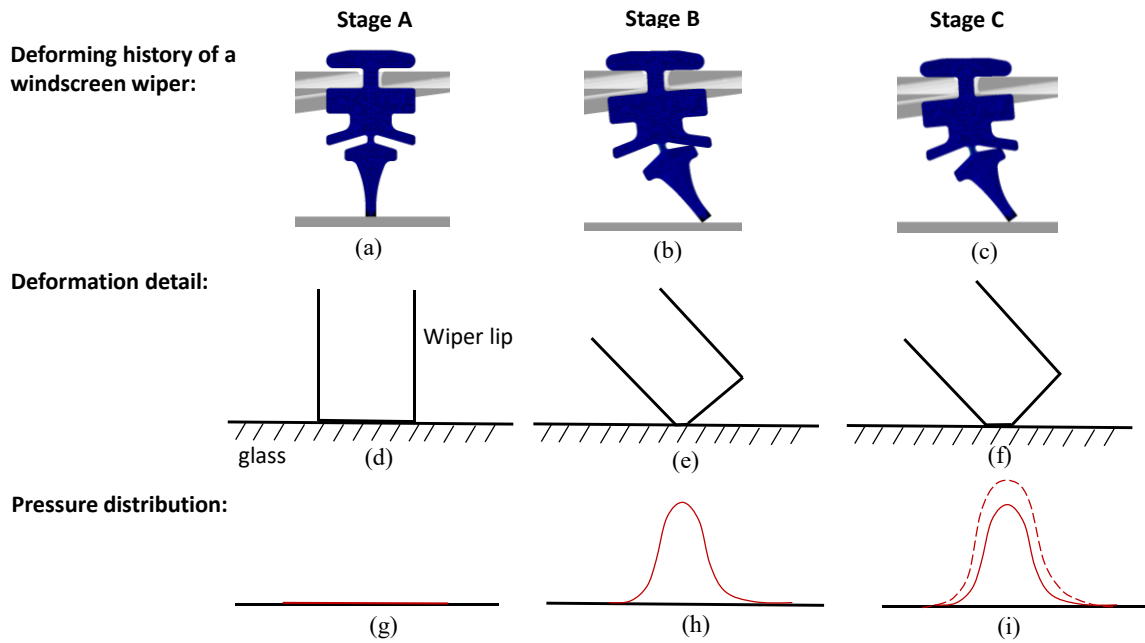 Stage A
Stage B
Stage C
Deforming history of a
windscreen wiper:
(a)
(b)
(c)
Deformation detail:
Wiper lip
glass
(d)
(e)
(f)
Pressure distribution:
(g)
(h)
(i)